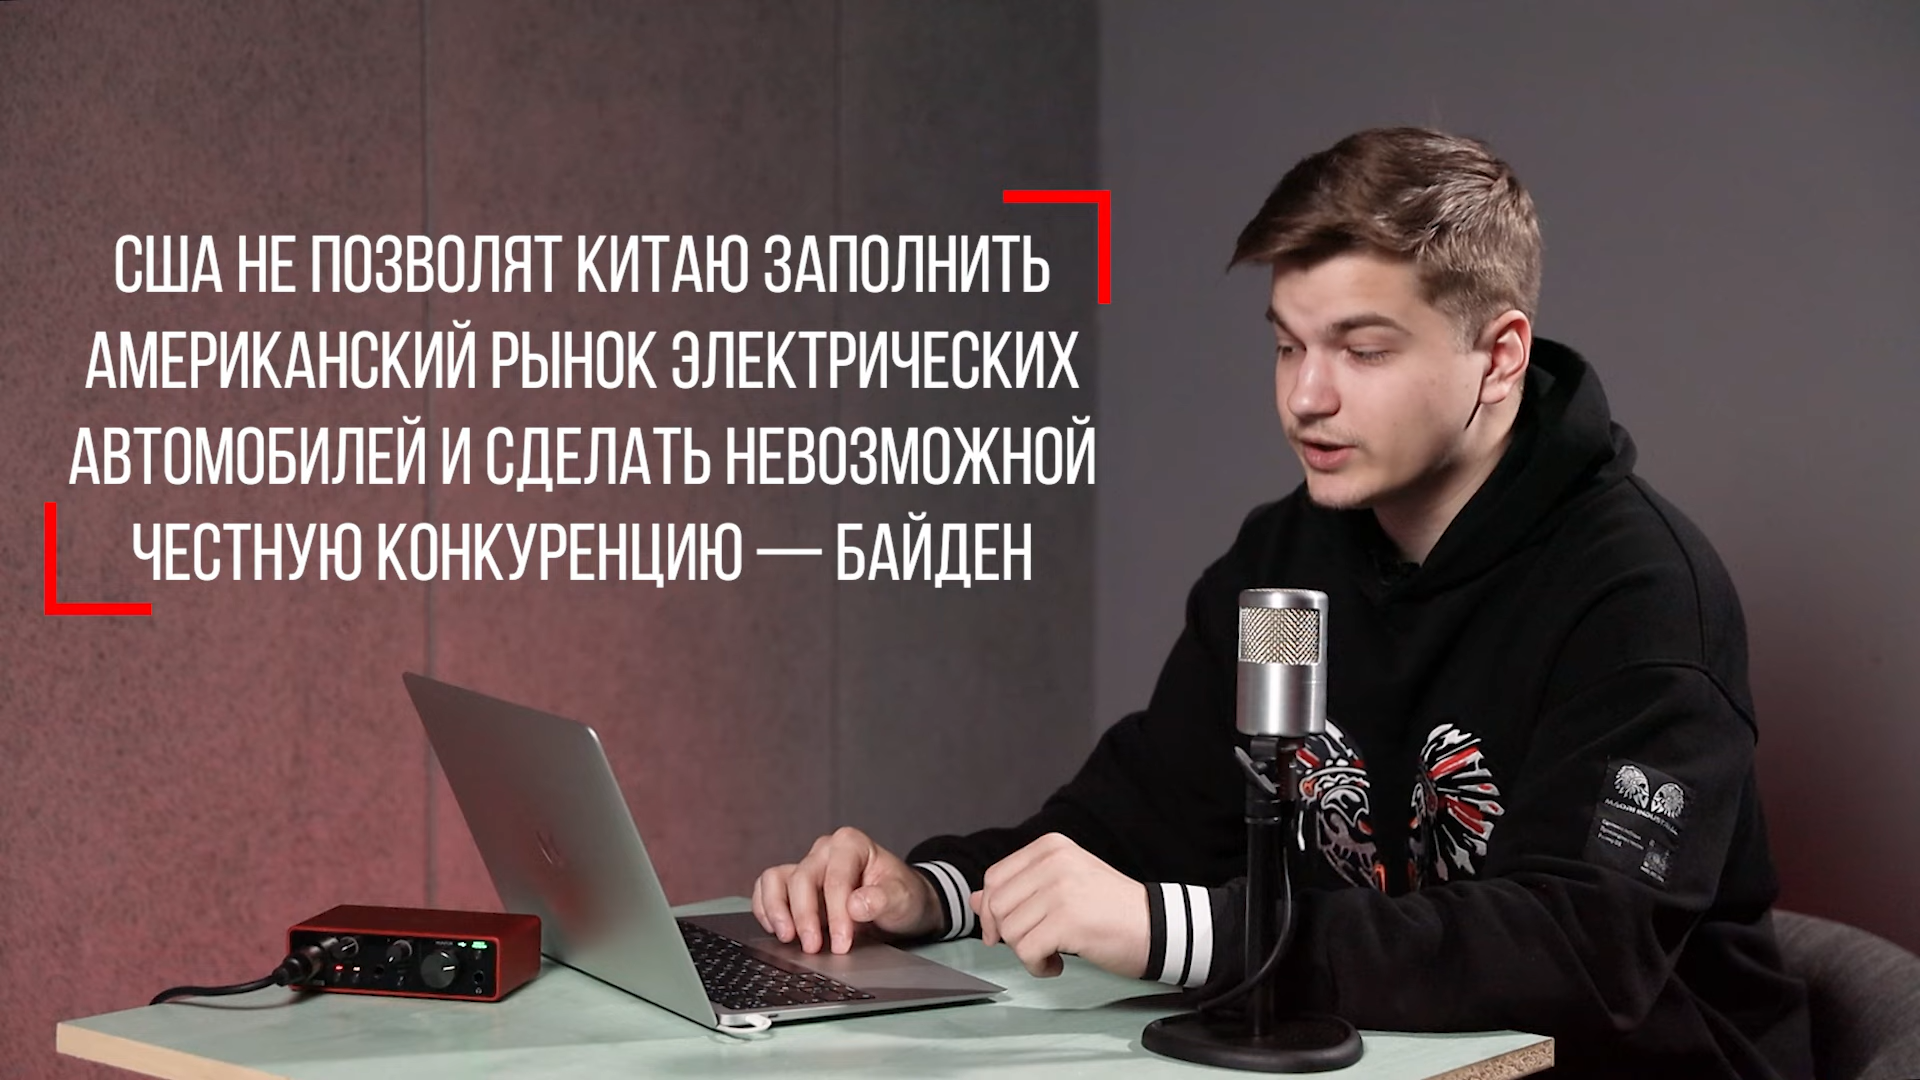 США НЕ ПОЗВОЛЯТ КИТАЮ ЗАПОЛНИТЬ
АМЕРИКАНСКИЙ РЫНОК ЭЛЕКТРИЧЕСКИХ
АВТОМОБИЛЕЙ И СДЕЛАТЬ НЕВОЗМОЖНОЙ
ЧЕСТНУЮ КОНКУРЕНЦИЮ — БАЙДЕН